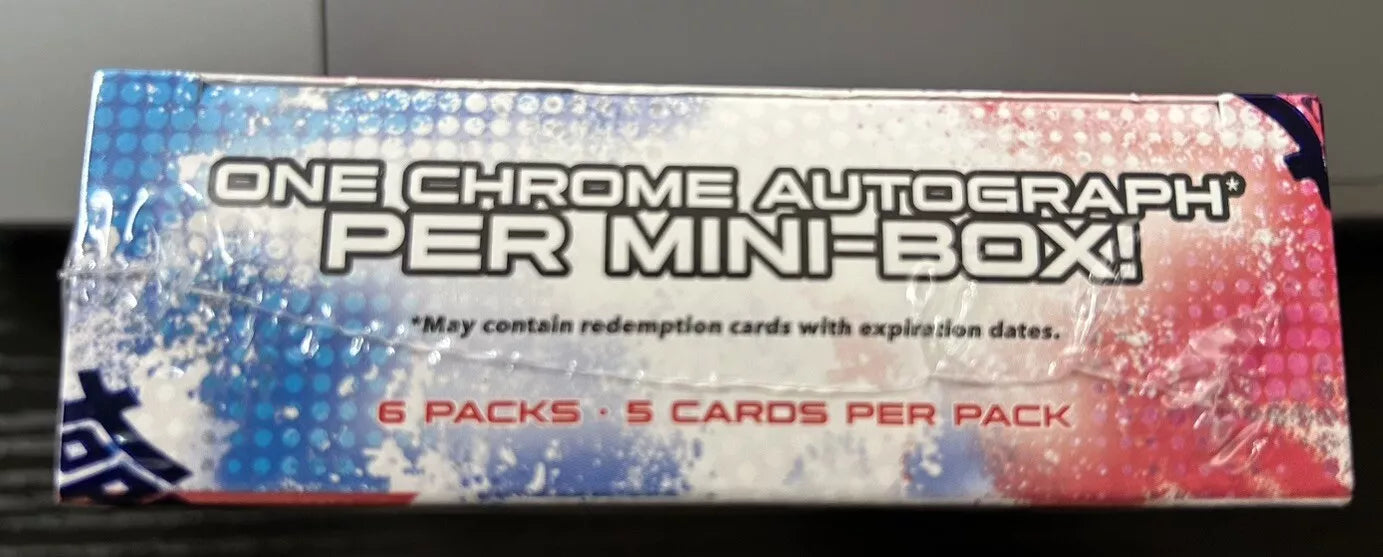 ONE CHROME AUTOGRAPH*
PER MINI-BOX!
*May contain redemption cards with expiration dates.
6 PACKS · 5 CARDS PER PACK